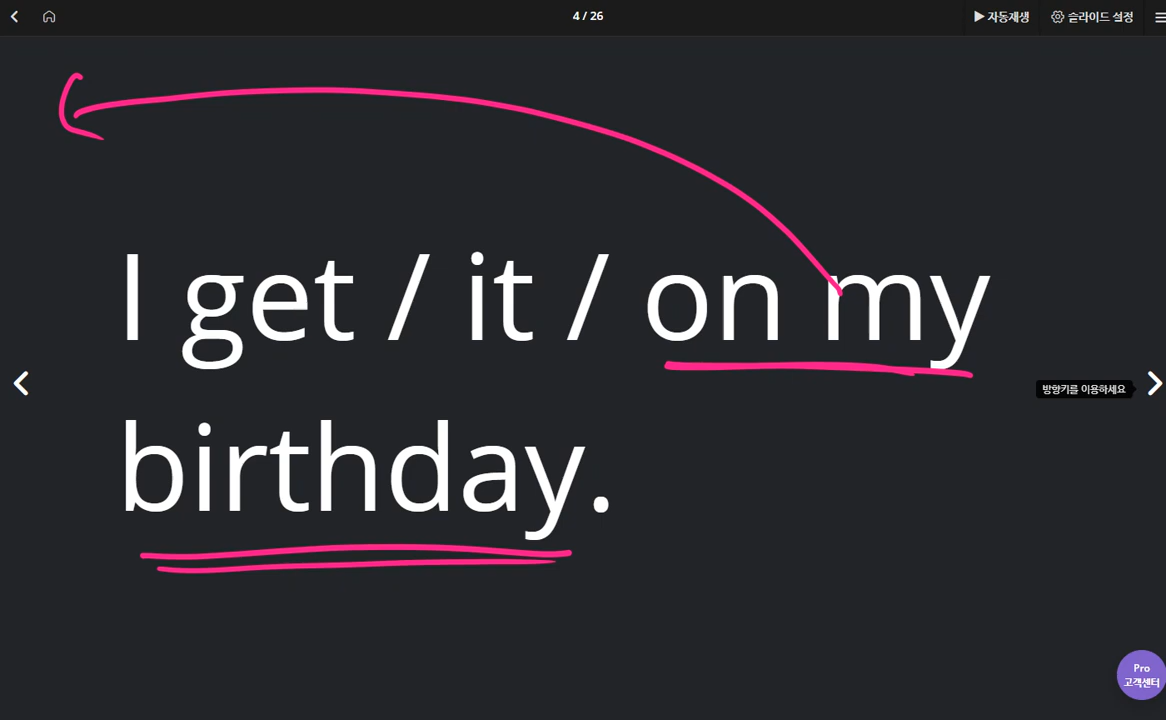 4 / 26
▶ 자동재생
슬라이드 설정
I get / it / on my
birthday.
방향키를 이용하세요
Pro
고객센터